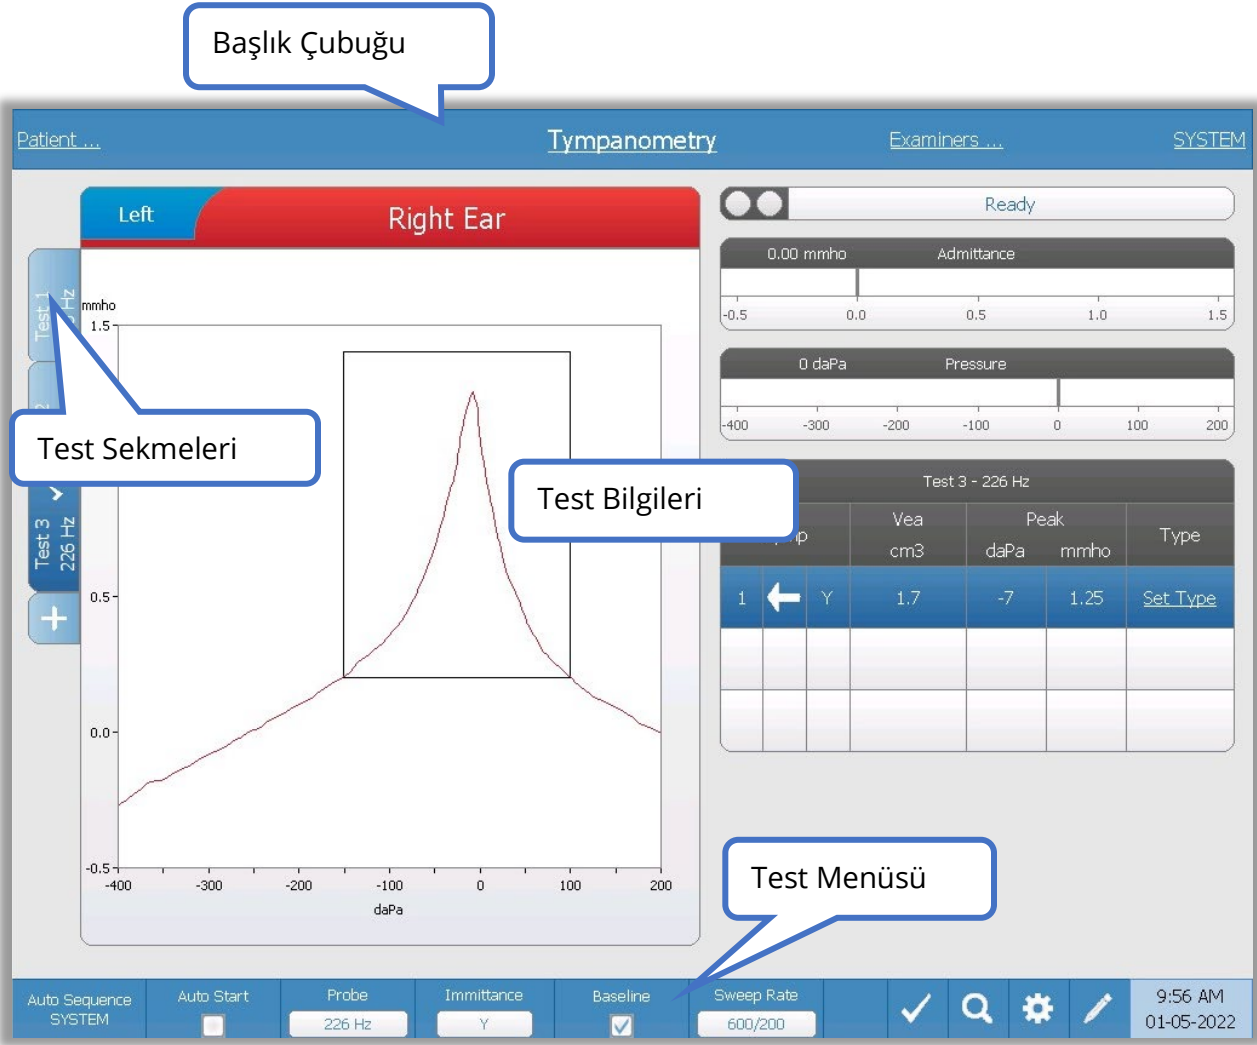 Başlık Çubuğu
Patient ...
Tympanometry
Examiners ...
SYSTEM
Left
Right Ear
Ready
0.00 mmho
Admittance
-0.5 0.0 0.5 1.0 1.5
0 daPa
Pressure
-400 -300 -200 -100 0 100 200
Test 1
Hz
mmho
1.5
0.5
0.0
-0.5
-400 -300 -200 -100 0 100 200
daPa
Test Sekmeleri
Test 3
226 Hz
Test Bilgileri
Test 3 - 226 Hz
Vea
cm3
Peak
daPa mmho
Type
1 Y 1.7 -7 1.25 Set Type
Test Menüsü
Auto Sequence
SYSTEM
Auto Start
Probe
226 Hz
Immittance
Y
Baseline
Sweep Rate
600/200
9:56 AM
01-05-2022